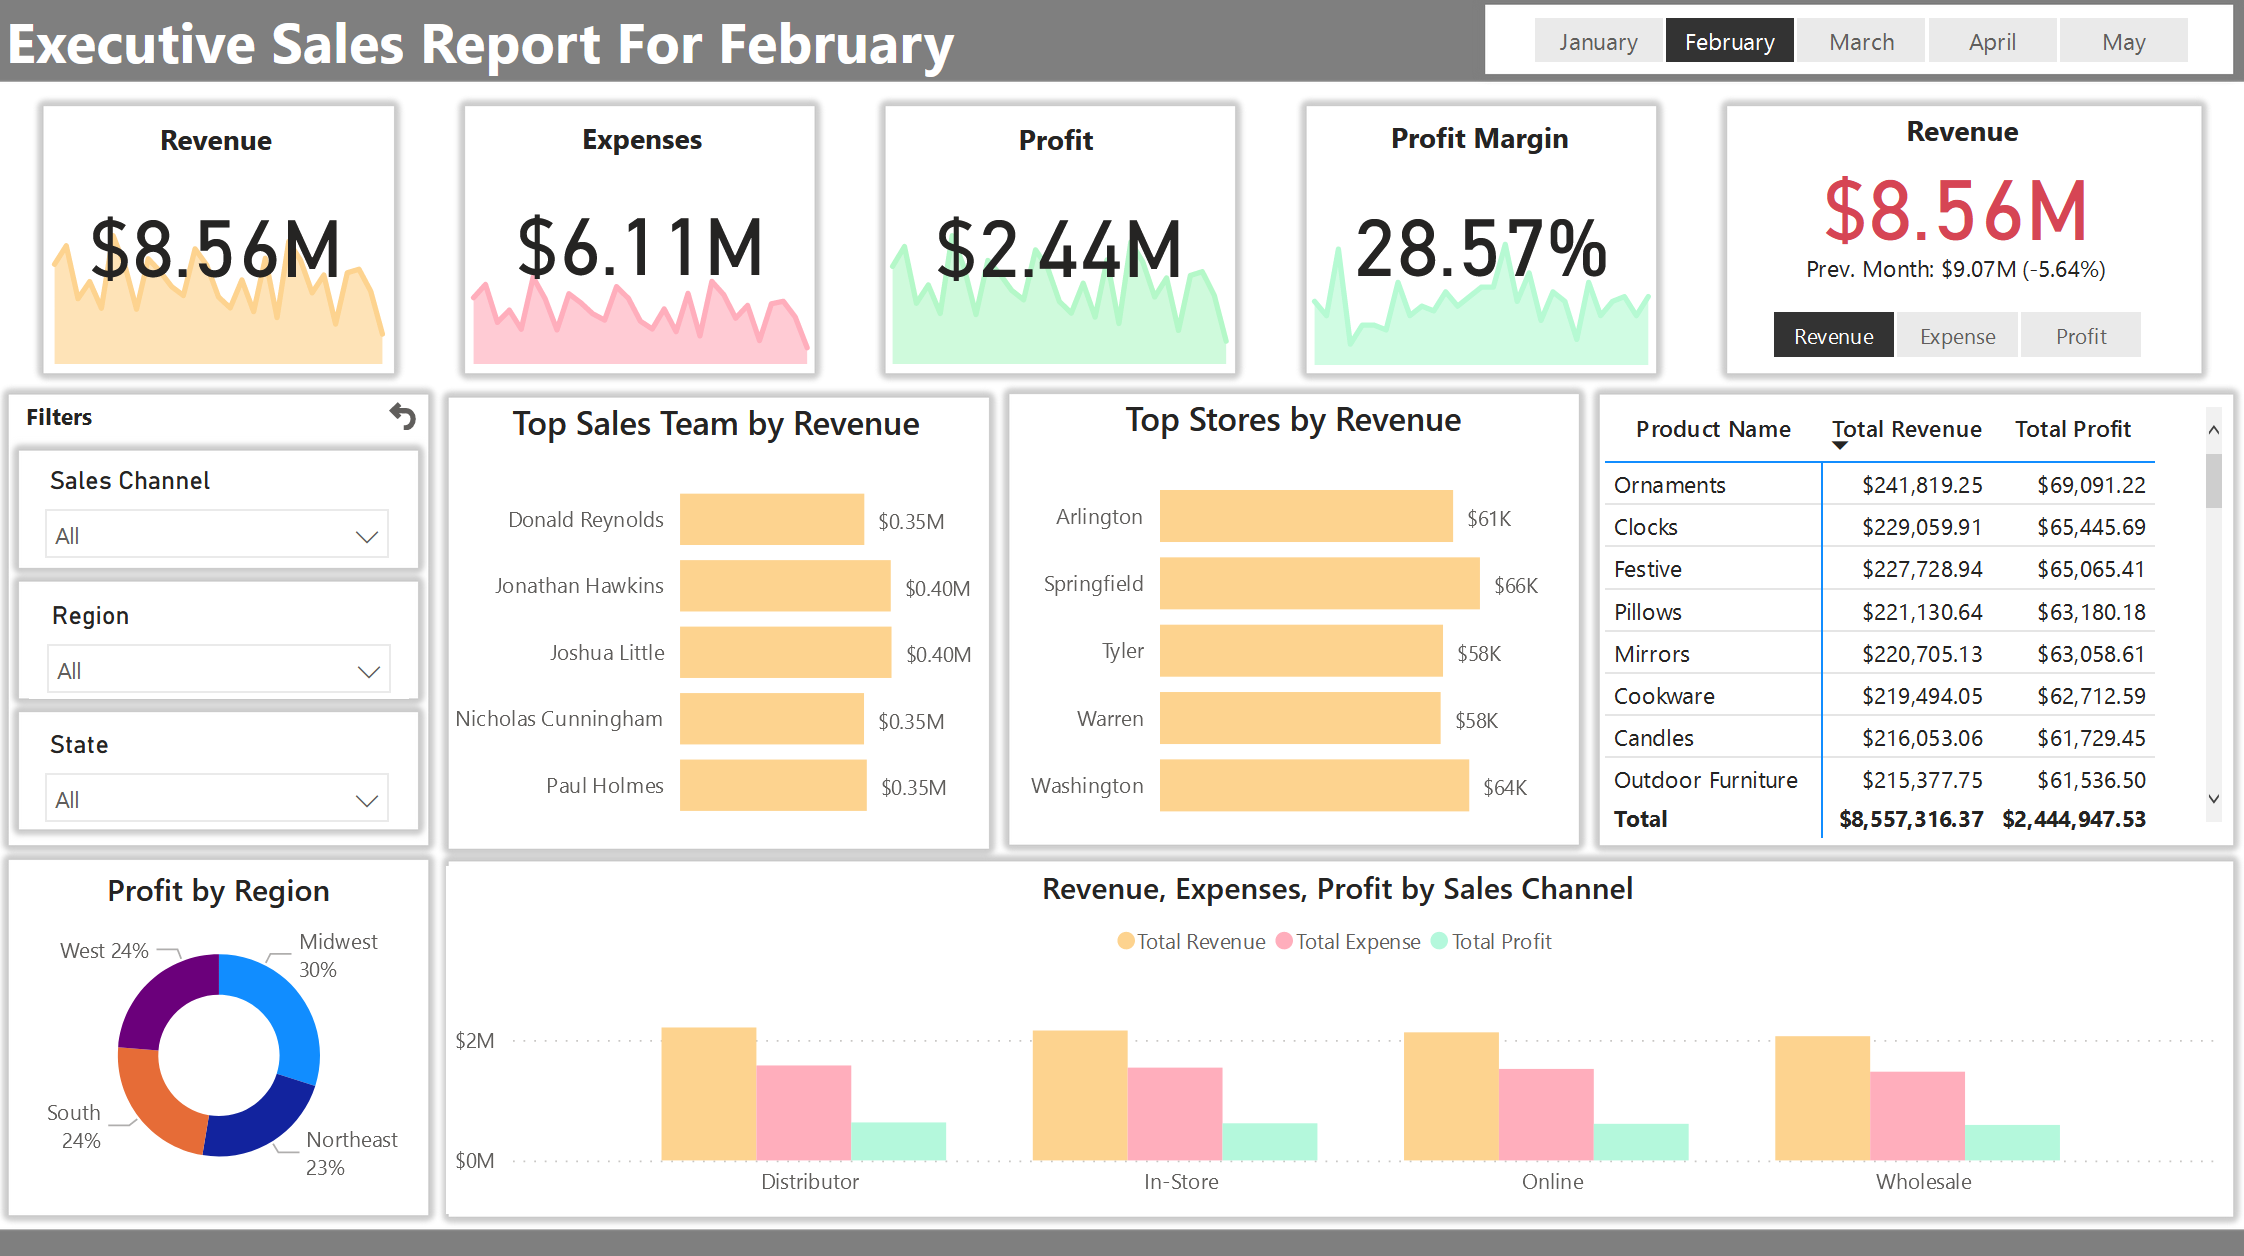 Executive Sales Report For February
January February March April May
Revenue
$8.56M
Expenses
$6.11M
Profit
$2.44M
Profit Margin
28.57%
Revenue
$8.56M
Prev. Month: $9.07M (-5.64%)
Revenue Expense Profit
Filters
Sales Channel
All
Region
All
State
All
Top Sales Team by Revenue
Donald Reynolds $0.35M
Jonathan Hawkins $0.40M
Joshua Little $0.40M
Nicholas Cunningham $0.35M
Paul Holmes $0.35M
Top Stores by Revenue
Arlington $61K
Springfield $66K
Tyler $58K
Warren $58K
Washington $64K
Product Name Total Revenue Total Profit
Ornaments $241,819.25 $69,091.22
Clocks $229,059.91 $65,445.69
Festive $227,728.94 $65,065.41
Pillows $221,130.64 $63,180.18
Mirrors $220,705.13 $63,058.61
Cookware $219,494.05 $62,712.59
Candles $216,053.06 $61,729.45
Outdoor Furniture $215,377.75 $61,536.50
Total $8,557,316.37 $2,444,947.53
Profit by Region
West 24%
Midwest
30%
South
24%
Northeast
23%
Revenue, Expenses, Profit by Sales Channel
Total Revenue Total Expense Total Profit
$2M
$0M
Distributor In-Store Online Wholesale